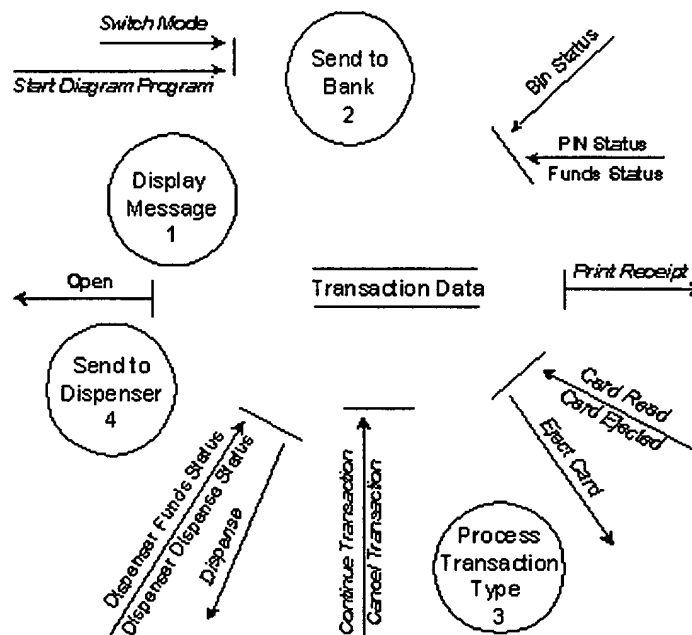 Switch Mode
Start Diagram Program
Send to
Bank
2
Bin Status
PIN Status
Funds Status
Display
Message
1
Open
Transaction Data
Print Receipt
Send to
Dispenser
4
Card Read
Card Ejected
Eject Card
Dispenser Funds Status
Dispenser Dispense Status
Dispense
Continue Transaction
Cancel Transaction
Process
Transaction
Type
3